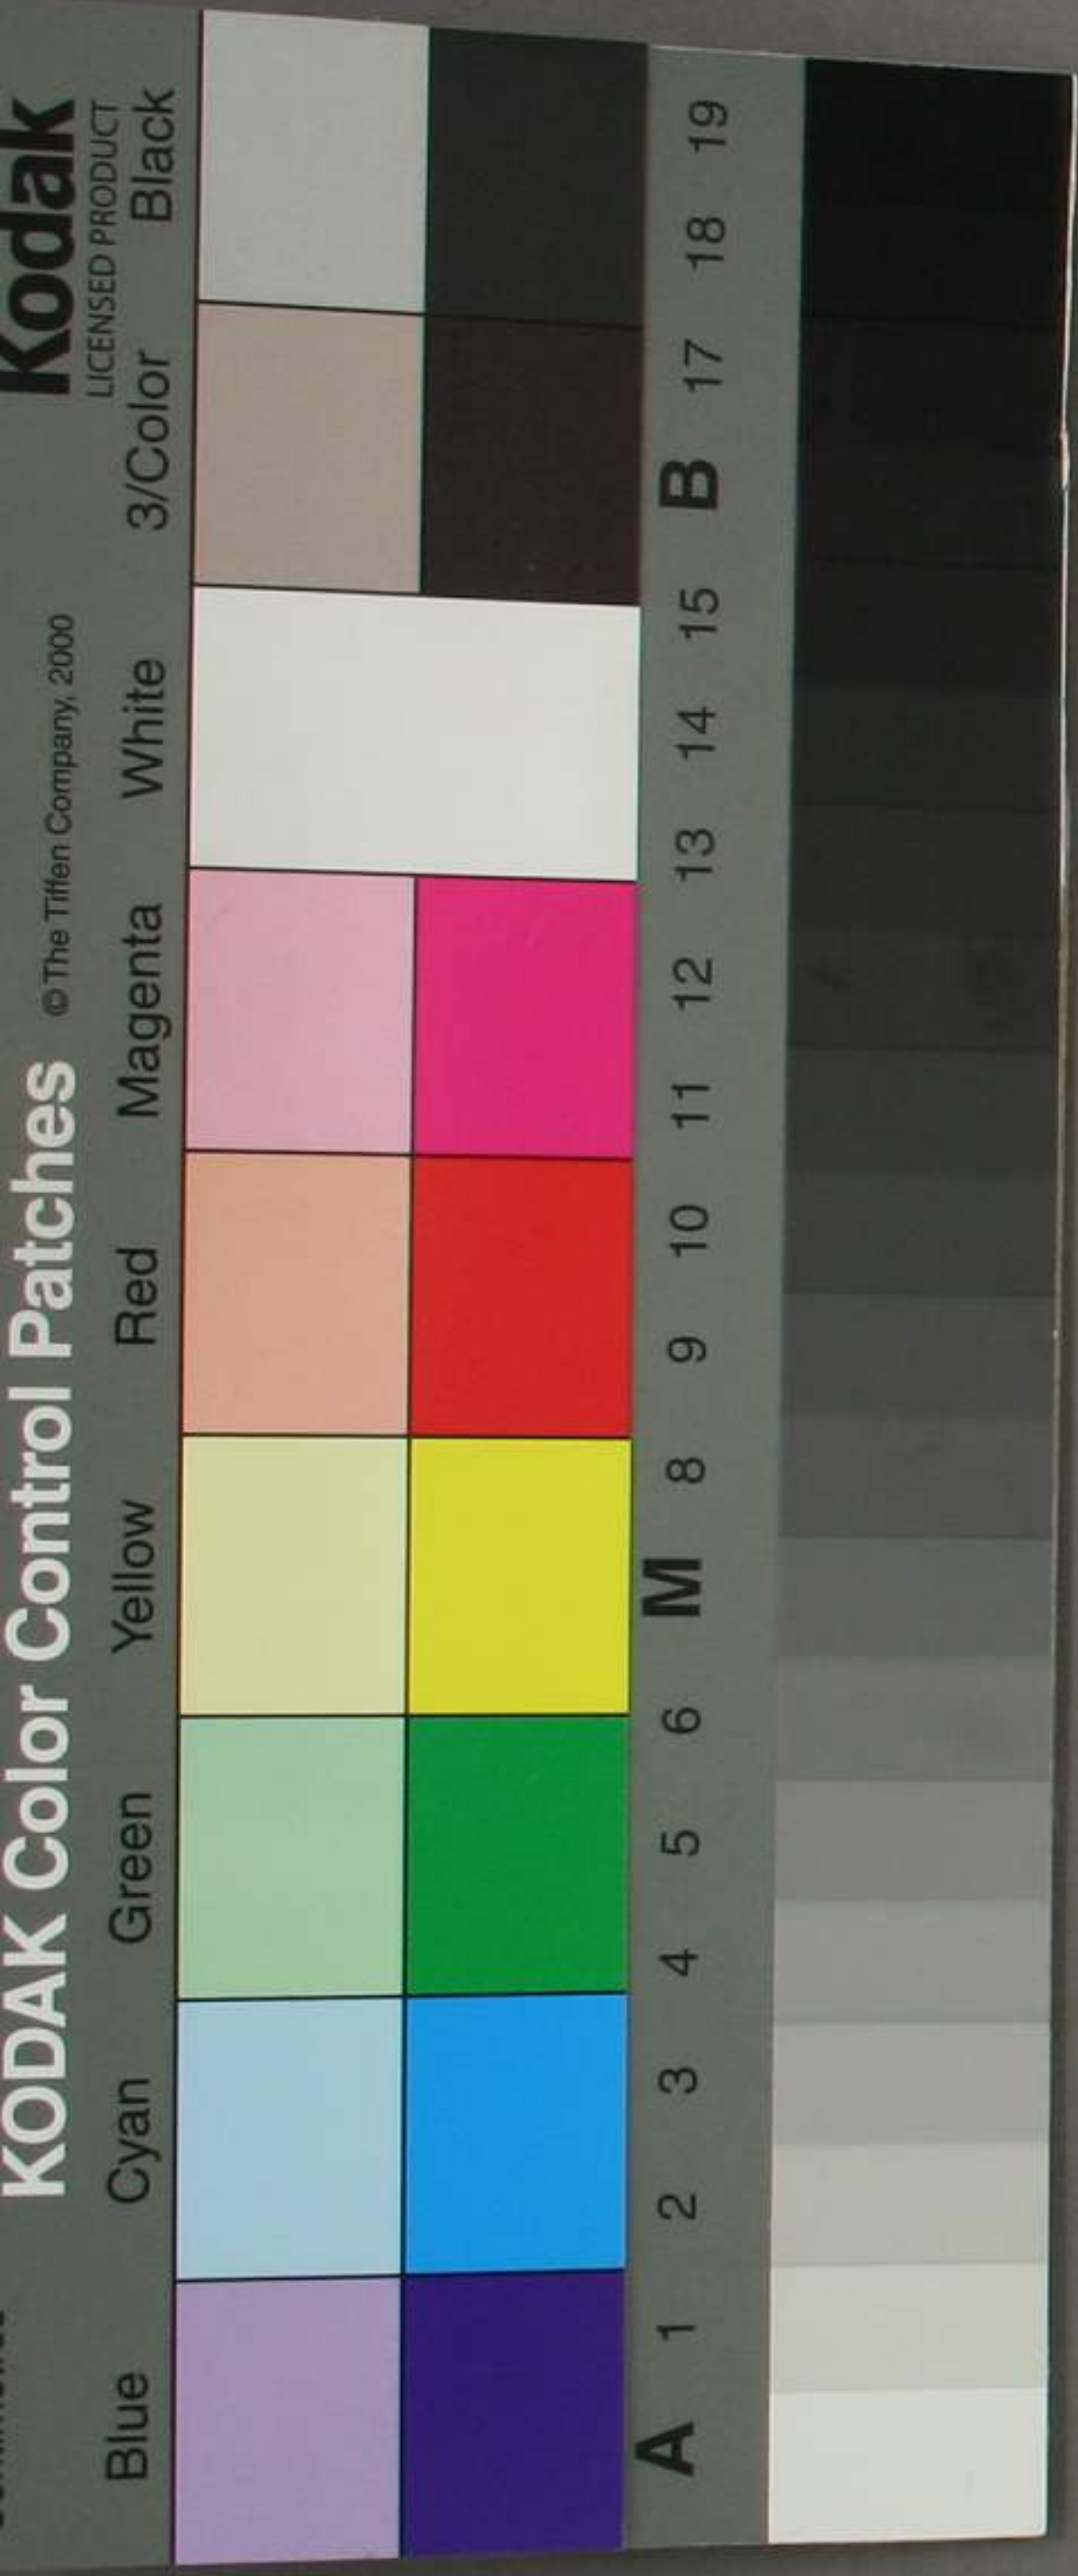 KODAK Color Control Patches © The Tiffen Company, 2000 Kodak
LICENSED PRODUCT
Blue Cyan Green Yellow Red Magenta White 3/Color Black
A 1 2 3 4 5 6 M 8 9 10 11 12 13 14 15 B 17 18 19